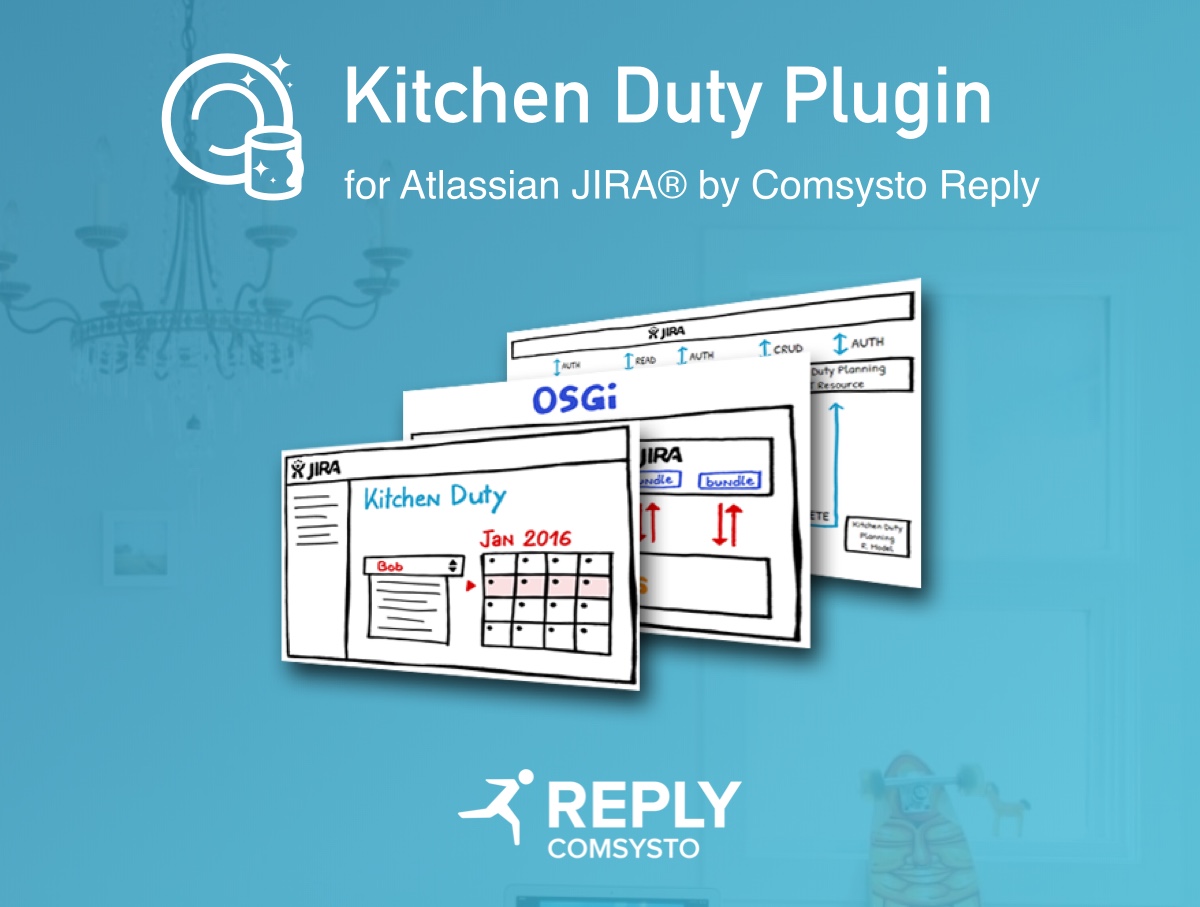 Kitchen Duty Plugin
for Atlassian JIRA® by Comsysto Reply
JIRA
AUTH
READ
AUTH
CRUD
AUTH
Duty Planning
Resource
ETE
Kitchen Duty
Planning
R. Model
OSGi
JIRA
undle
bundle
JIRA
Kitchen Duty
Jan 2016
Bob
REPLY
COMSYSTO